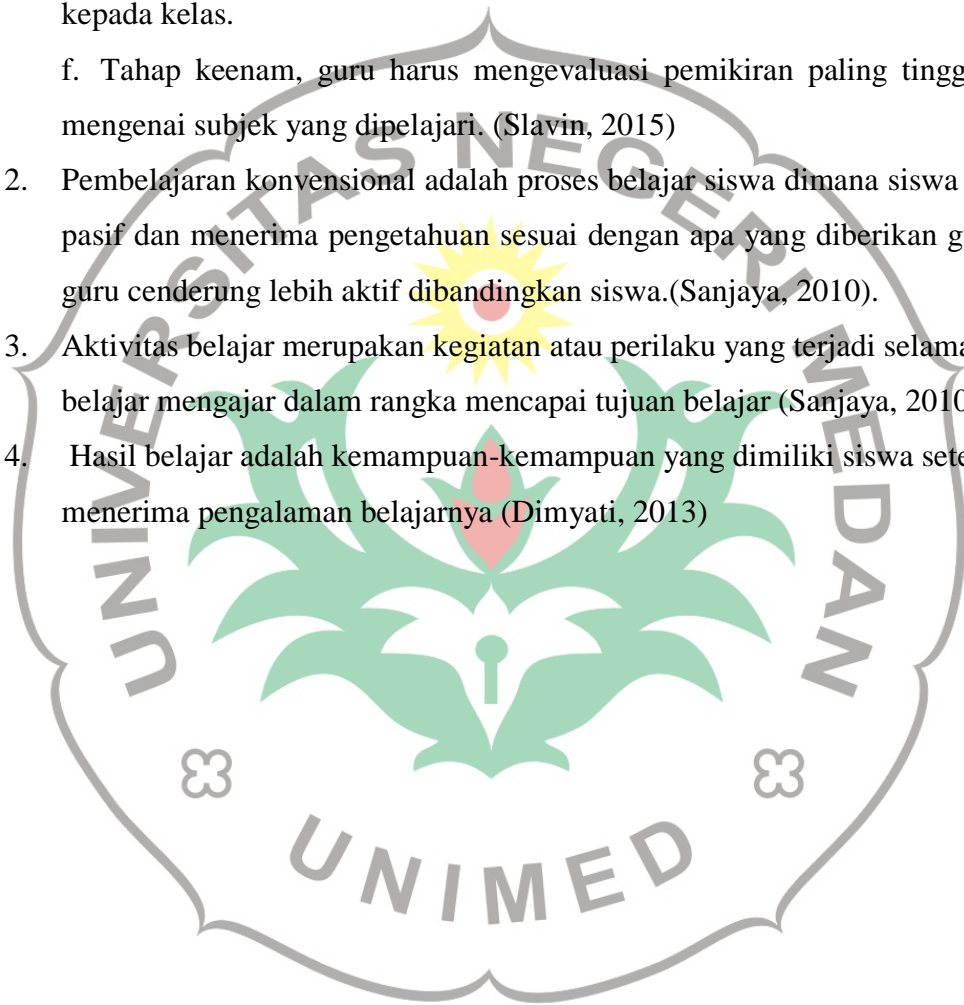 kepada kelas.
f. Tahap keenam, guru harus mengevaluasi pemikiran paling tingg
mengenai subjek yang dipelajari. (Slavin, 2015)
2. Pembelajaran konvensional adalah proses belajar siswa dimana siswa
pasif dan menerima pengetahuan sesuai dengan apa yang diberikan g
guru cenderung lebih aktif dibandingkan siswa.(Sanjaya, 2010).
3. Aktivitas belajar merupakan kegiatan atau perilaku yang terjadi selama
belajar mengajar dalam rangka mencapai tujuan belajar (Sanjaya, 2010
4. Hasil belajar adalah kemampuan-kemampuan yang dimiliki siswa sete
menerima pengalaman belajarnya (Dimyati, 2013)
UNIVERSITAS NEGERI MEDAN
UNIMED